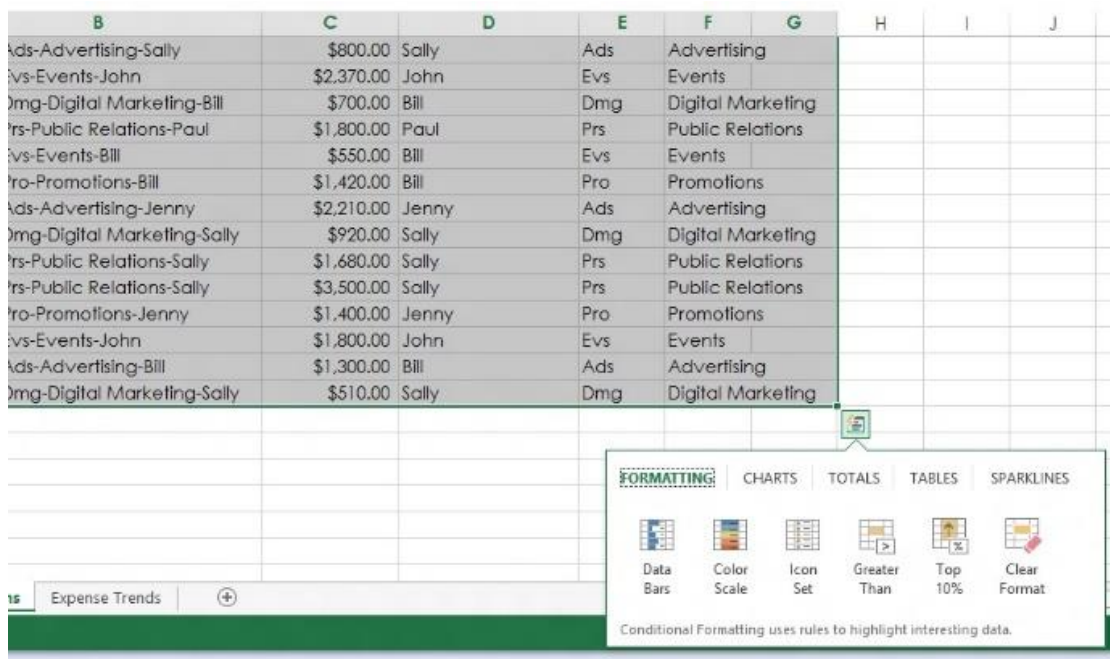 B C D E F G H I J
Ads-Advertising-Sally $800.00 Sally Ads Advertising
Evs-Events-John $2,370.00 John Evs Events
Dmg-Digital Marketing-Bill $700.00 Bill Dmg Digital Marketing
Prs-Public Relations-Paul $1,800.00 Paul Prs Public Relations
Evs-Events-Bill $550.00 Bill Evs Events
Pro-Promotions-Bill $1,420.00 Bill Pro Promotions
Ads-Advertising-Jenny $2,210.00 Jenny Ads Advertising
Dmg-Digital Marketing-Sally $920.00 Sally Dmg Digital Marketing
Prs-Public Relations-Sally $1,680.00 Sally Prs Public Relations
Prs-Public Relations-Sally $3,500.00 Sally Prs Public Relations
Pro-Promotions-Jenny $1,400.00 Jenny Pro Promotions
Evs-Events-John $1,800.00 John Evs Events
Ads-Advertising-Bill $1,300.00 Bill Ads Advertising
Dmg-Digital Marketing-Sally $510.00 Sally Dmg Digital Marketing
FORMATTING CHARTS TOTALS TABLES SPARKLINES
Data Color Icon Greater Top Clear
Bars Scale Set Than 10% Format
Conditional Formatting uses rules to highlight interesting data.
Expense Trends